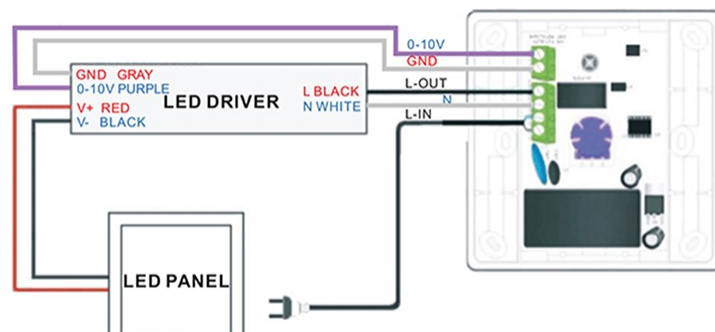 0-10V
GND
GND GRAY
0-10V PURPLE
V+ RED
V- BLACK
LED DRIVER
L BLACK
N WHITE
L-OUT
N
L-IN
LED PANEL